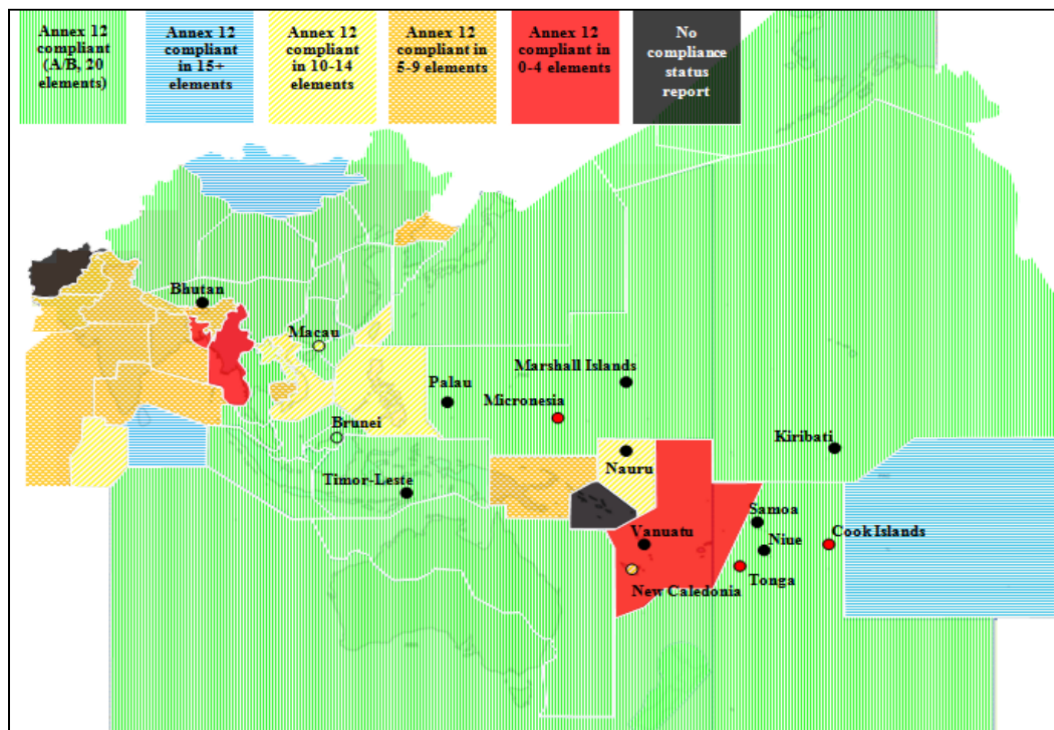 Annex 12
compliant
(A/B, 20
elements)
Annex 12
compliant
in 15+
elements
Annex 12
compliant
in 10-14
elements
Annex 12
compliant in
5-9 elements
Annex 12
compliant in
0-4 elements
No
compliance
status
report
Bhutan
Macau
Marshall Islands
Palau
Micronesia
Brunei
Kiribati
Nauru
Timor-Leste
Samoa
Vanuatu
Cook Islands
Niue
Tonga
New Caledonia